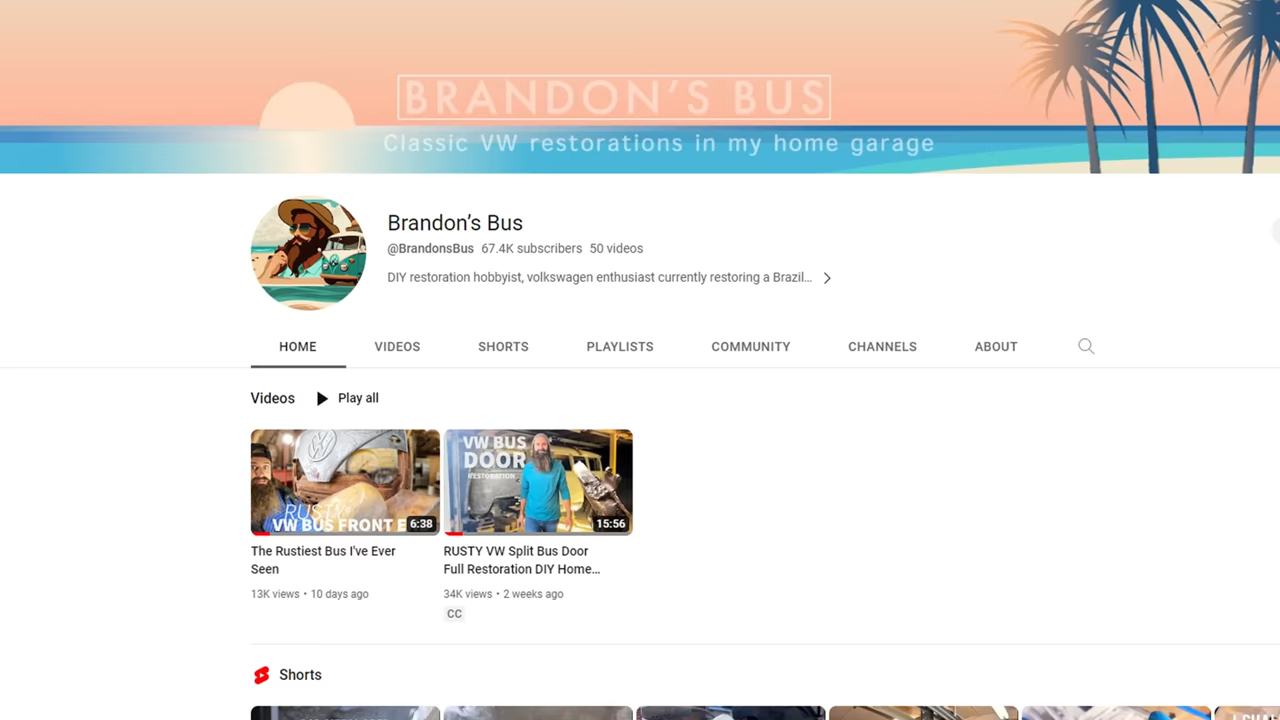 BRANDON'S BUS
Classic VW restorations in my home garage
Brandon's Bus
@BrandonsBus 67.4K subscribers 50 videos
DIY restoration hobbyist, volkswagen enthusiast currently restoring a Brazil...
HOME VIDEOS SHORTS PLAYLISTS COMMUNITY CHANNELS ABOUT
Videos Play all
RUSTY
VW BUS FRONT E
6:38
VW BUS
DOOR
RESTORATION
15:56
The Rustiest Bus I've Ever
Seen
13K views • 10 days ago
RUSTY VW Split Bus Door
Full Restoration DIY Home...
34K views • 2 weeks ago
CC
Shorts